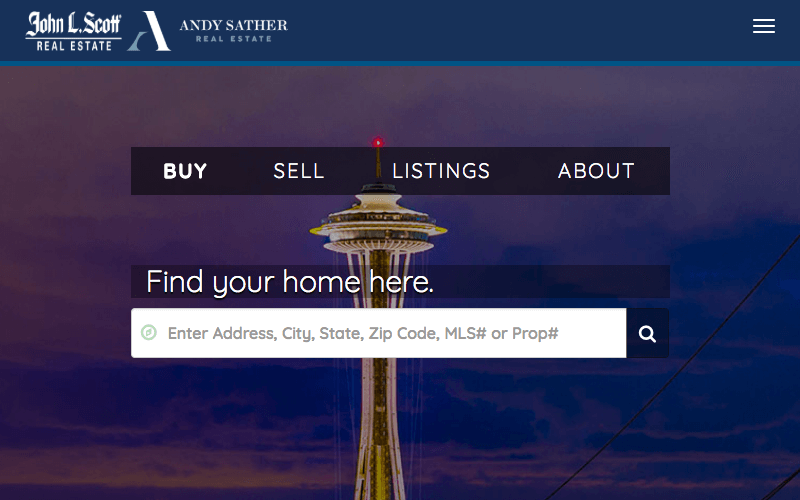 John L. Scott
REAL ESTATE
ANDY SATHER
REAL ESTATE
BUY SELL LISTINGS ABOUT
Find your home here.
Enter Address, City, State, Zip Code, MLS# or Prop#